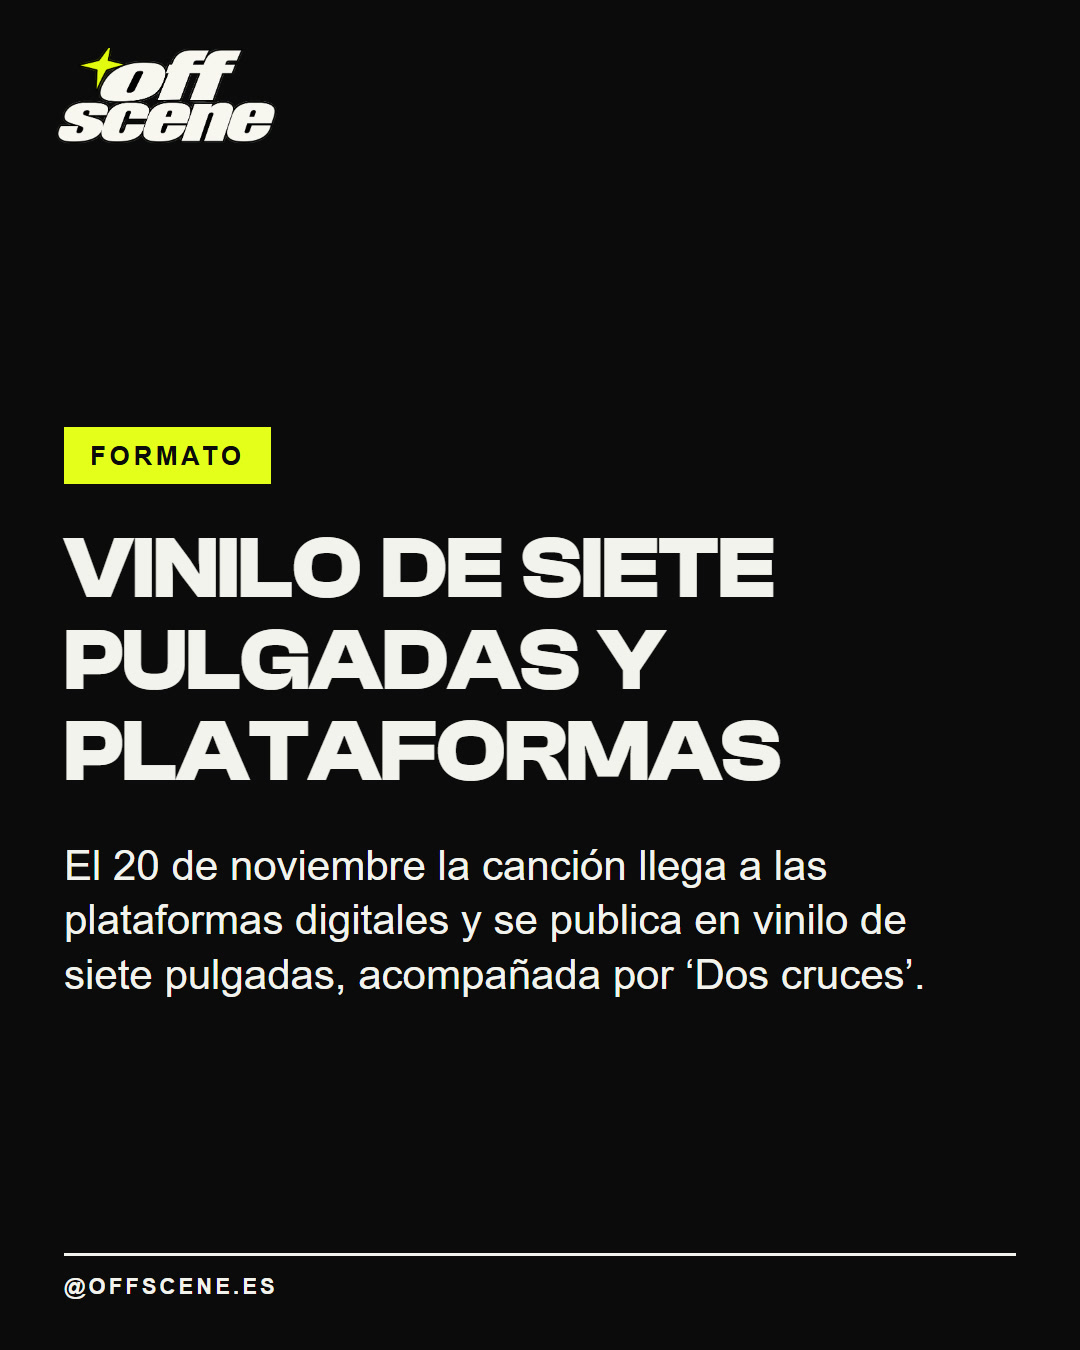 off
scene
FORMATO
VINILO DE SIETE
PULGADAS Y
PLATAFORMAS
El 20 de noviembre la canción llega a las
plataformas digitales y se publica en vinilo de
siete pulgadas, acompañada por ‘Dos cruces’.
@OFFSCENE.ES